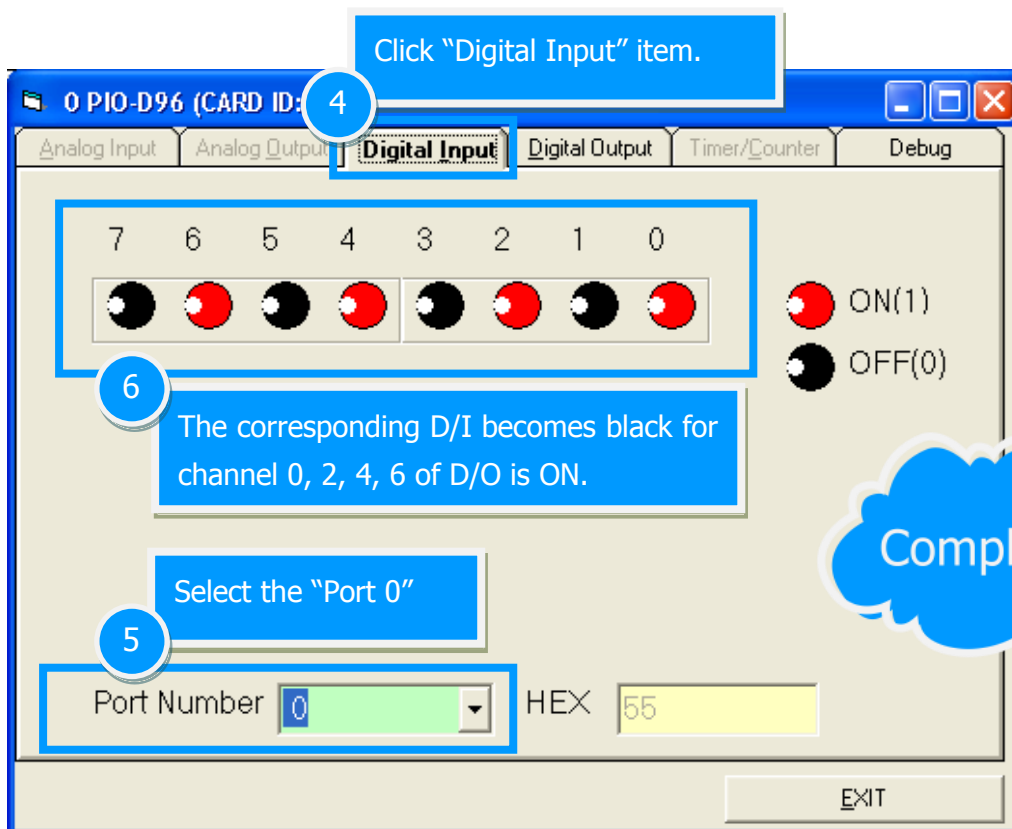 Click “Digital Input” item.
4
0 PIO-D96 (CARD ID:
Analog Input Analog Output Digital Input Digital Output Timer/Counter Debug
7 6 5 4 3 2 1 0
ON(1)
OFF(0)
6
The corresponding D/I becomes black for
channel 0, 2, 4, 6 of D/O is ON.
Compl
Select the “Port 0”
5
Port Number 0 HEX 55
EXIT